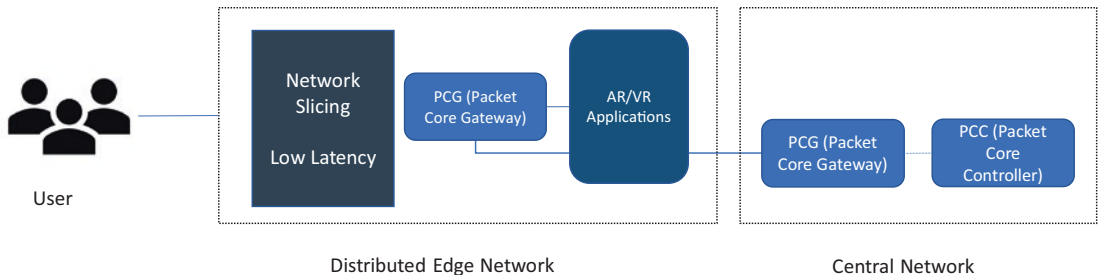 Network
Slicing
Low Latency
PCG (Packet
Core Gateway)
AR/VR
Applications
PCG (Packet
Core Gateway)
PCC (Packet
Core
Controller)
User
Distributed Edge Network
Central Network